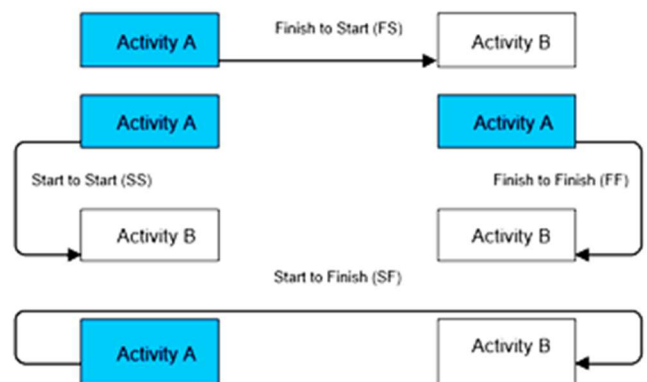 Activity A
Finish to Start (FS)
Activity B
Activity A
Activity A
Start to Start (SS)
Finish to Finish (FF)
Activity B
Activity B
Start to Finish (SF)
Activity A
Activity B